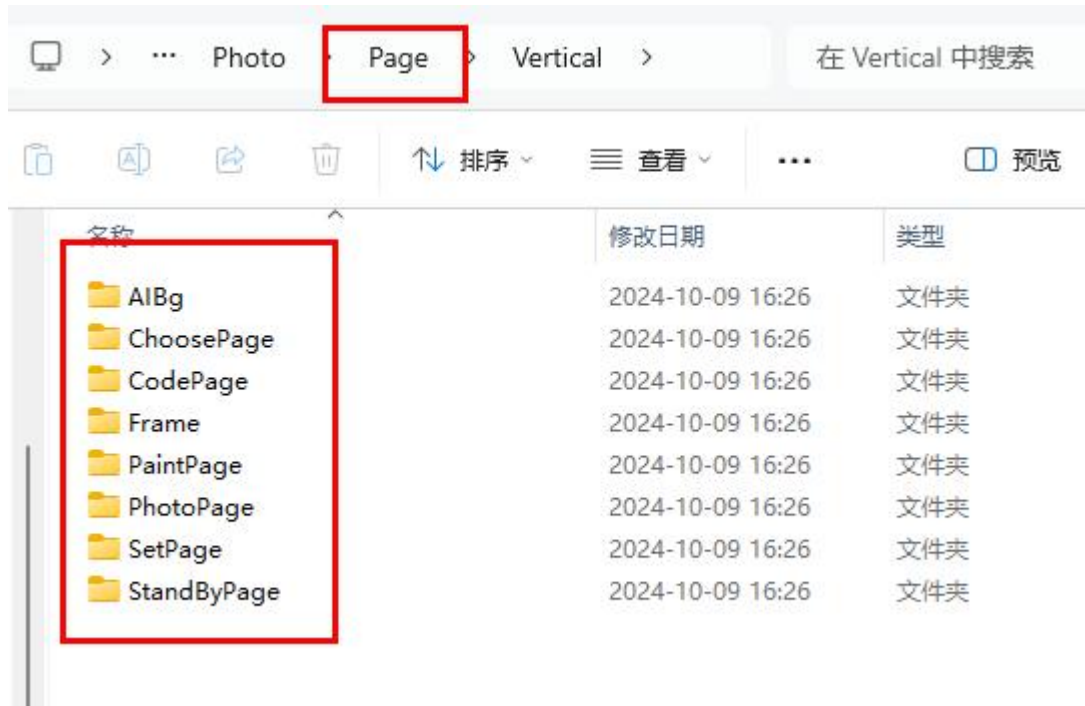 … Photo › Page › Vertical › 在 Vertical 中搜索
排序 查看 … 预览
名称 修改日期 类型
AIBg 2024-10-09 16:26 文件夹
ChoosePage 2024-10-09 16:26 文件夹
CodePage 2024-10-09 16:26 文件夹
Frame 2024-10-09 16:26 文件夹
PaintPage 2024-10-09 16:26 文件夹
PhotoPage 2024-10-09 16:26 文件夹
SetPage 2024-10-09 16:26 文件夹
StandByPage 2024-10-09 16:26 文件夹